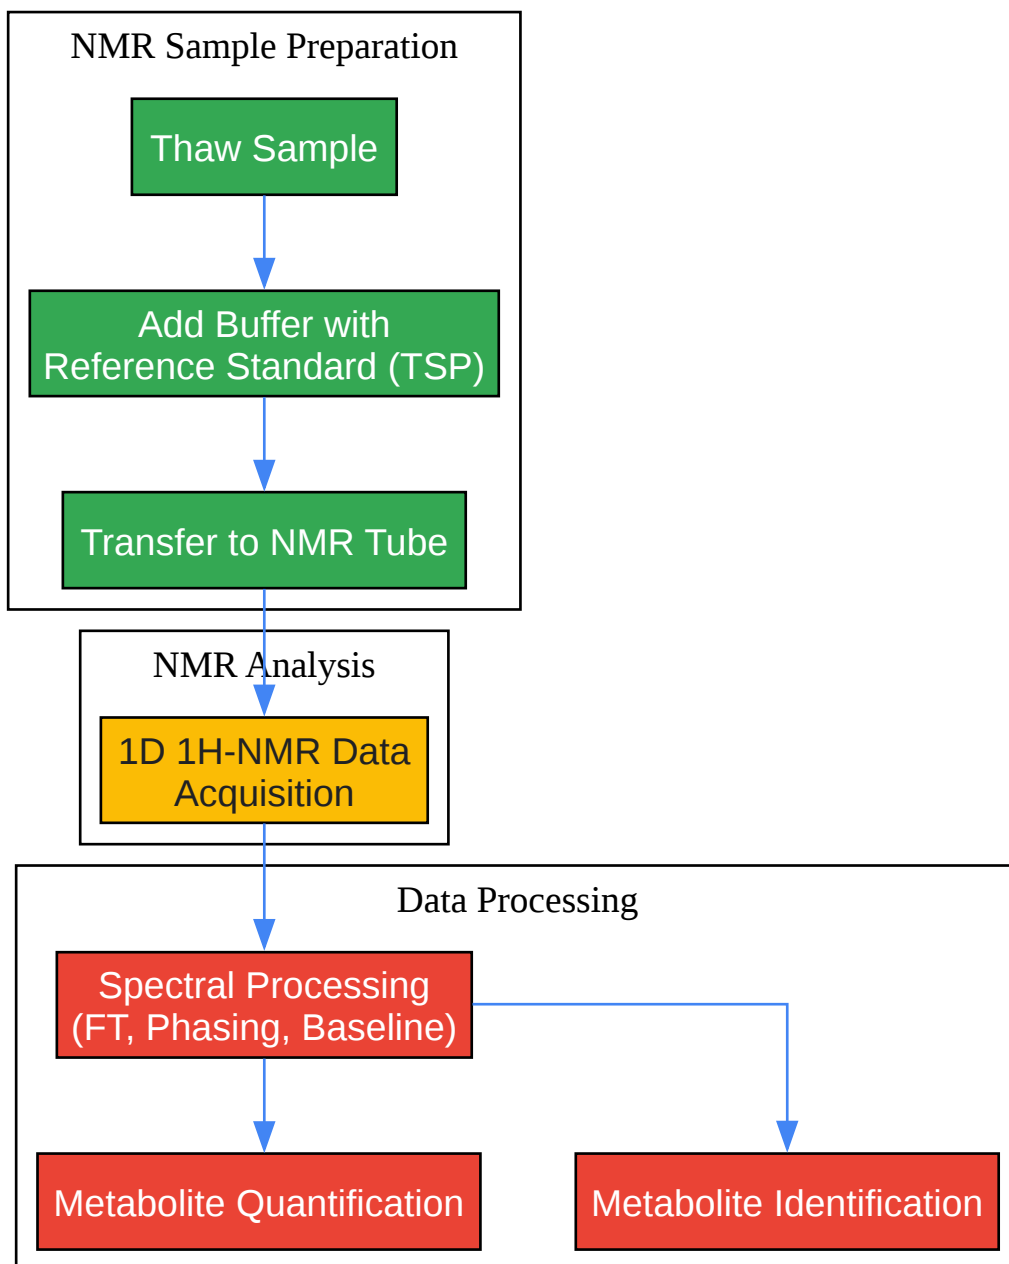 NMR Sample Preparation
Thaw Sample
Add Buffer with
Reference Standard (TSP)
Transfer to NMR Tube
NMR Analysis
1D 1H-NMR Data
Acquisition
Data Processing
Spectral Processing
(FT, Phasing, Baseline)
Metabolite Quantification
Metabolite Identification